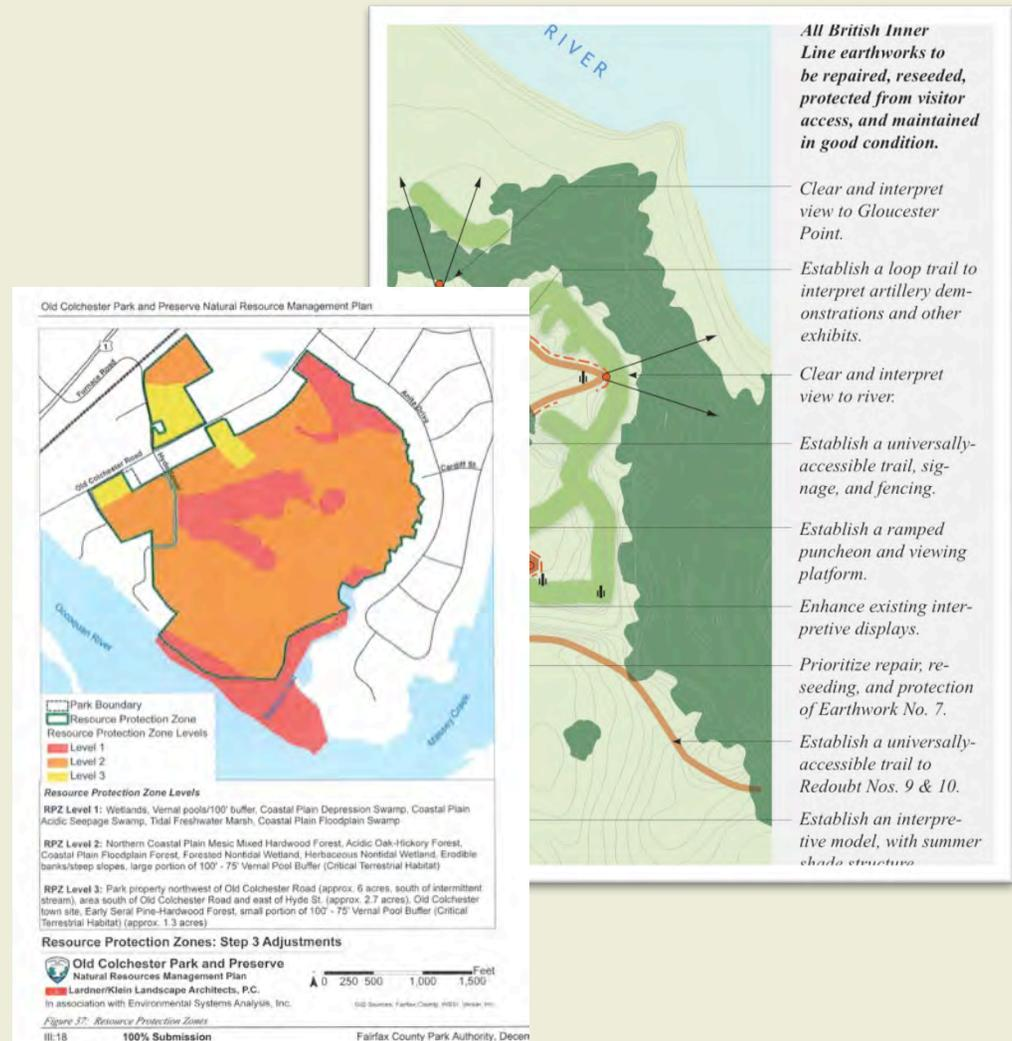 RIVER
All British Inner
Line earthworks to
be repaired, reseeded,
protected from visitor
access, and maintained
in good condition.
Clear and interpret
view to Gloucester
Point.
Establish a loop trail to
interpret artillery dem-
onstrations and other
exhibits.
Clear and interpret
view to river.
Establish a universally-
accessible trail, sig-
nage, and fencing.
Establish a ramped
puncheon and viewing
platform.
Enhance existing inter-
pretive displays.
Prioritize repair, re-
seeding, and protection
of Earthwork No. 7.
Establish a universally-
accessible trail to
Redoubt Nos. 9 & 10.
Establish an interpre-
tive model, with summer
shade structure
Old Colchester Park and Preserve Natural Resource Management Plan
1
Furnace Road
Old Colchester Road
Anita Drive
Cardiff St.
Occoquan River
Massey Creek
Park Boundary
Resource Protection Zone
Resource Protection Zone Levels
Level 1
Level 2
Level 3
Resource Protection Zone Levels
RPZ Level 1: Wetlands, Vernal pools/100' buffer, Coastal Plain Depression Swamp, Coastal Plain
Acidic Seepage Swamp, Tidal Freshwater Marsh, Coastal Plain Floodplain Swamp
RPZ Level 2: Northern Coastal Plain Mesic Mixed Hardwood Forest, Acidic Oak-Hickory Forest,
Coastal Plain Floodplain Forest, Forested Nontidal Wetland, Herbaceous Nontidal Wetland, Erodible
banks/steep slopes, large portion of 100' - 75' Vernal Pool Buffer (Critical Terrestrial Habitat)
RPZ Level 3: Park property northwest of Old Colchester Road (approx. 6 acres, south of intermittent
stream), area south of Old Colchester Road and east of Hyde St. (approx. 2.7 acres), Old Colchester
town site, Early Seral Pine-Hardwood Forest, small portion of 100' - 75' Vernal Pool Buffer (Critical
Terrestrial Habitat) (approx. 1.3 acres)
Resource Protection Zones: Step 3 Adjustments
Old Colchester Park and Preserve
Natural Resources Management Plan
Lardner/Klein Landscape Architects, P.C.
In association with Environmental Systems Analysis, Inc.
Feet
0 250 500 1,000 1,500
Figure 37: Resource Protection Zones
III:18 100% Submission Fairfax County Park Authority, Decem